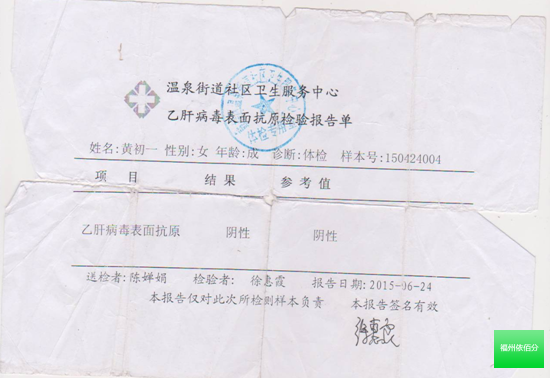 温泉街道社区卫生服务中心
乙肝病毒表面抗原检验报告单
姓名:黄初一 性别:女 年龄:成 诊断:体检 样本号:150424004
项 目 结果 参考值
乙肝病毒表面抗原 阴性 阴性
送检者:陈婵娟 检验者: 徐惠霞 报告日期:2015-06-24
本报告仅对此次所检测样本负责 本报告签名有效
福州依佰分